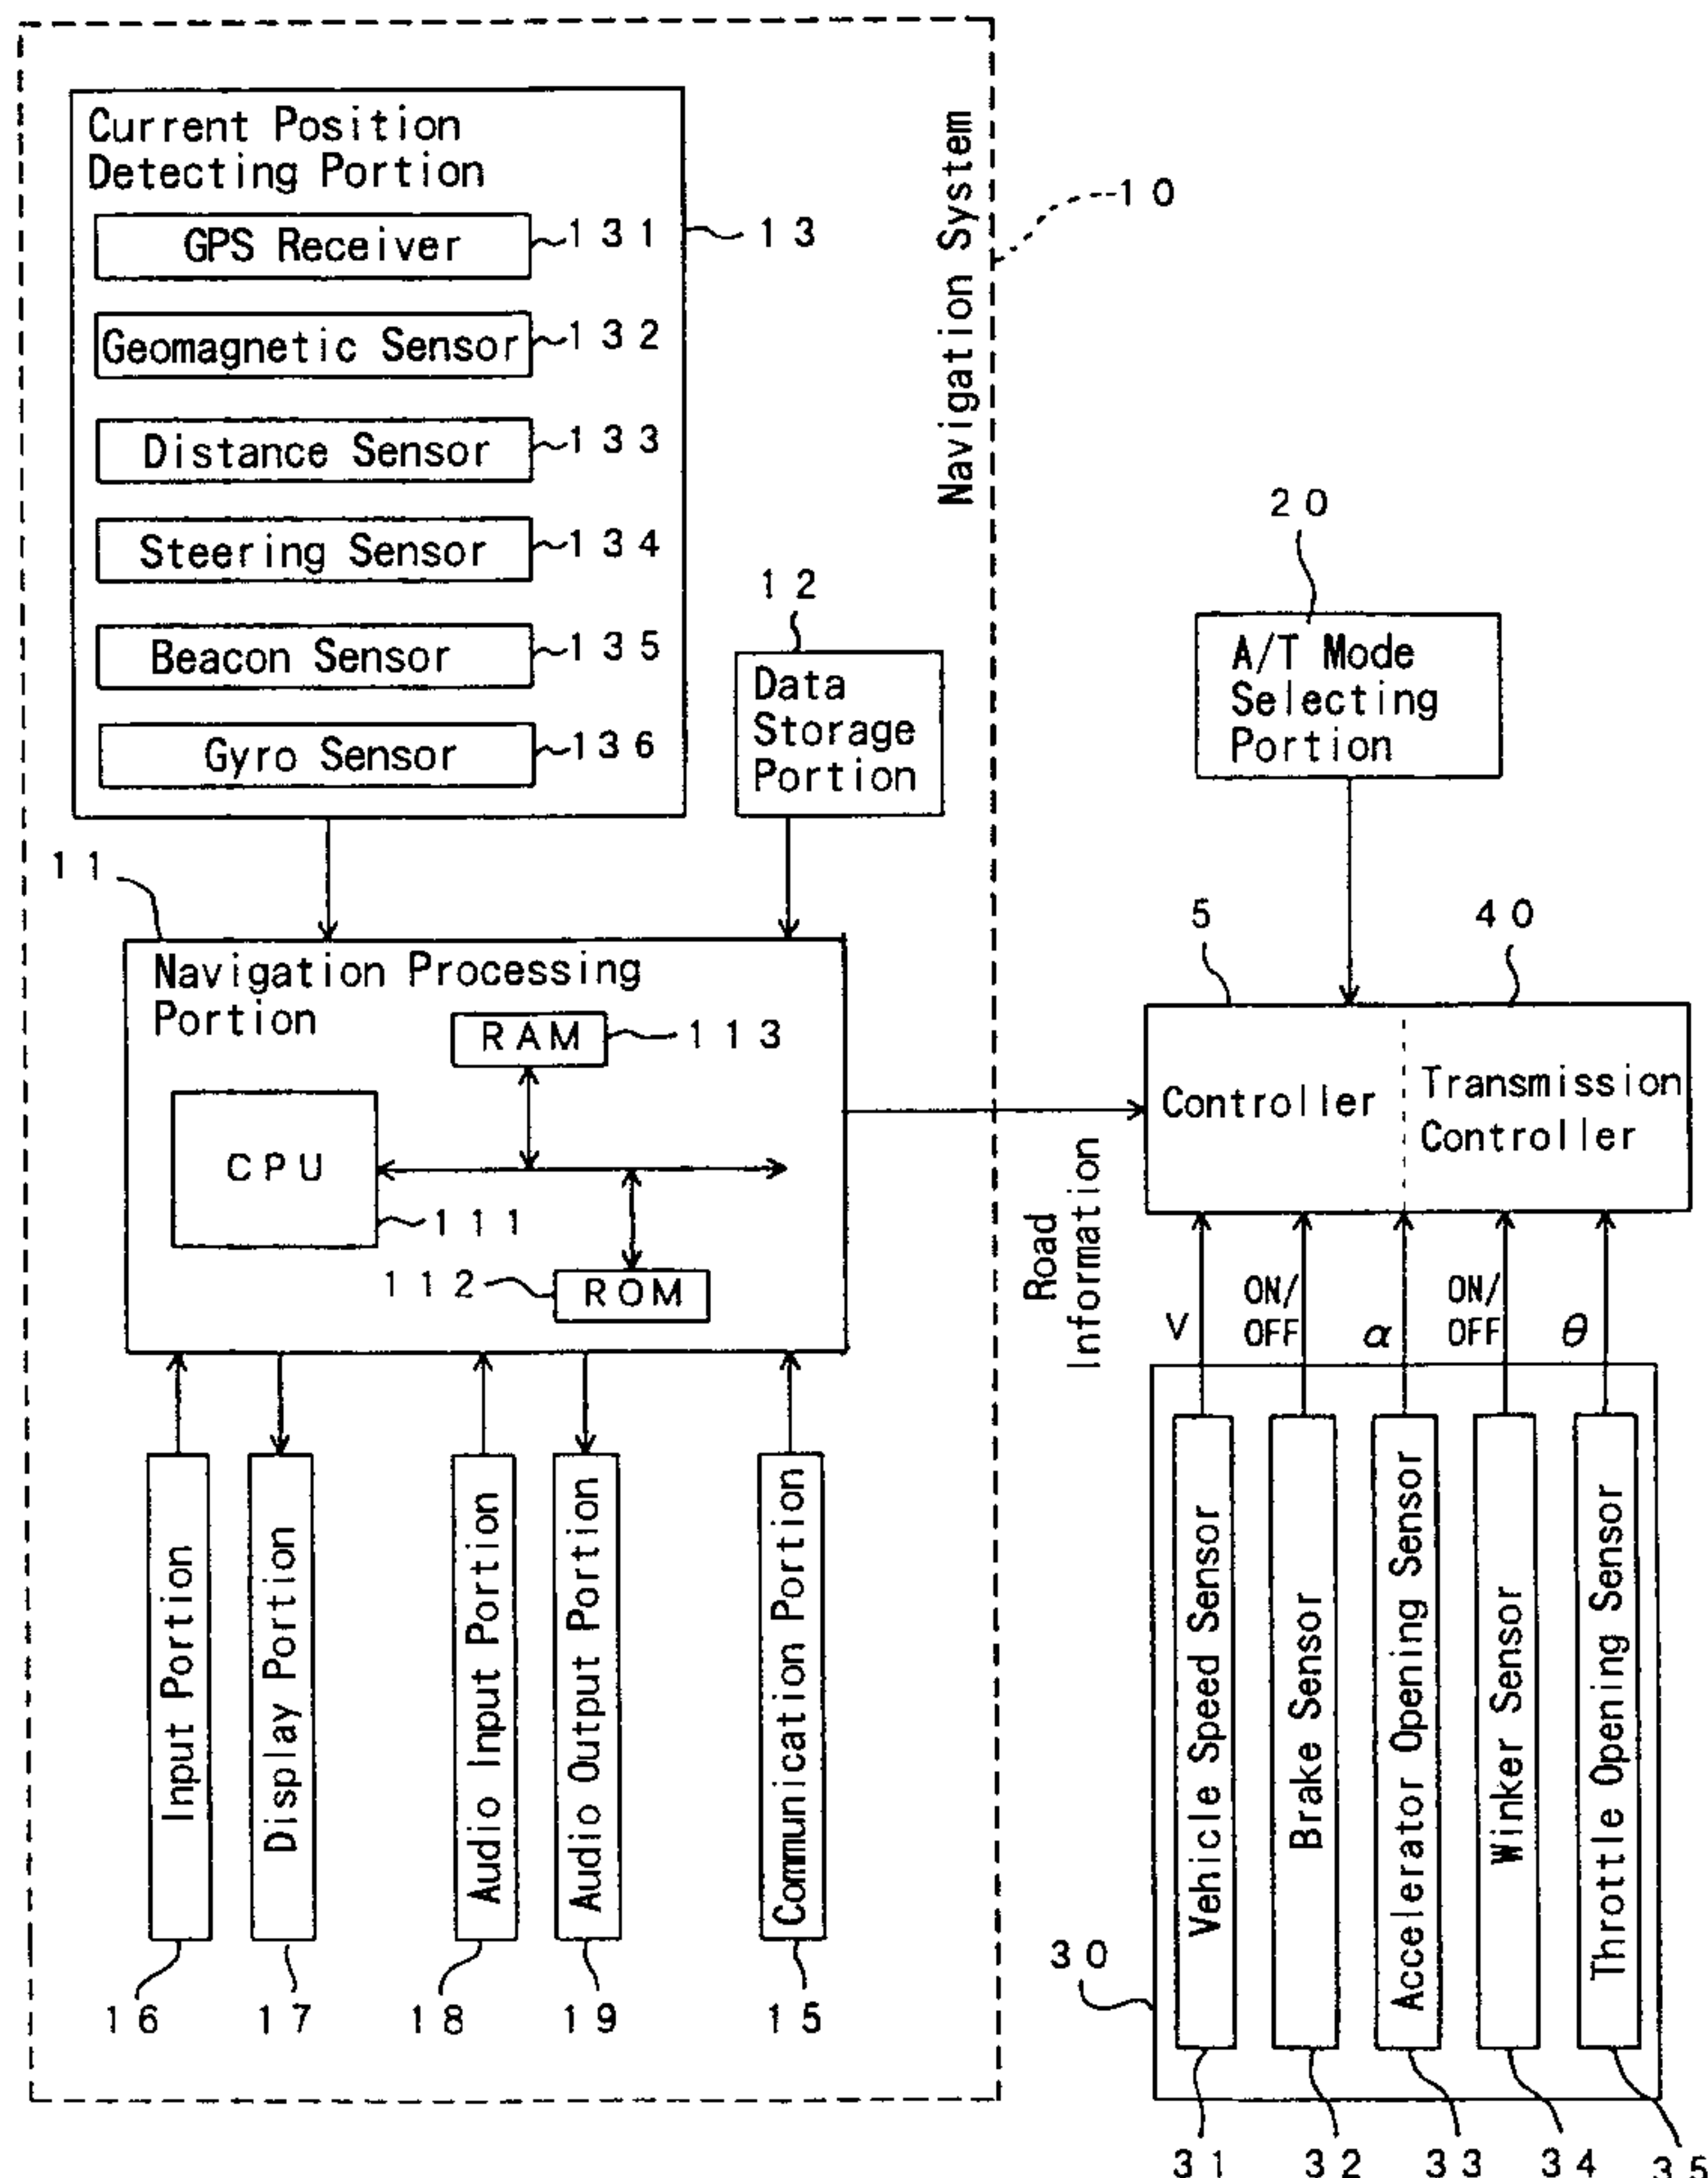 Current Position
Detecting Portion
GPS Receiver
131
13
Geomagnetic Sensor
132
Distance Sensor
133
Steering Sensor
134
Beacon Sensor
135
Gyro Sensor
136
Navigation System
10
12
Data
Storage
Portion
20
A/T Mode
Selecting
Portion
11
Navigation Processing
Portion
RAM
113
CPU
111
112
ROM
5
40
Controller
Transmission
Controller
Road
Information
V
ON/
OFF
α
ON/
OFF
θ
Input Portion
Display Portion
Audio Input Portion
Audio Output Portion
Communication Portion
16
17
18
19
15
Vehicle Speed Sensor
Brake Sensor
Accelerator Opening Sensor
Winker Sensor
Throttle Opening Sensor
30
31
32
33
34
35